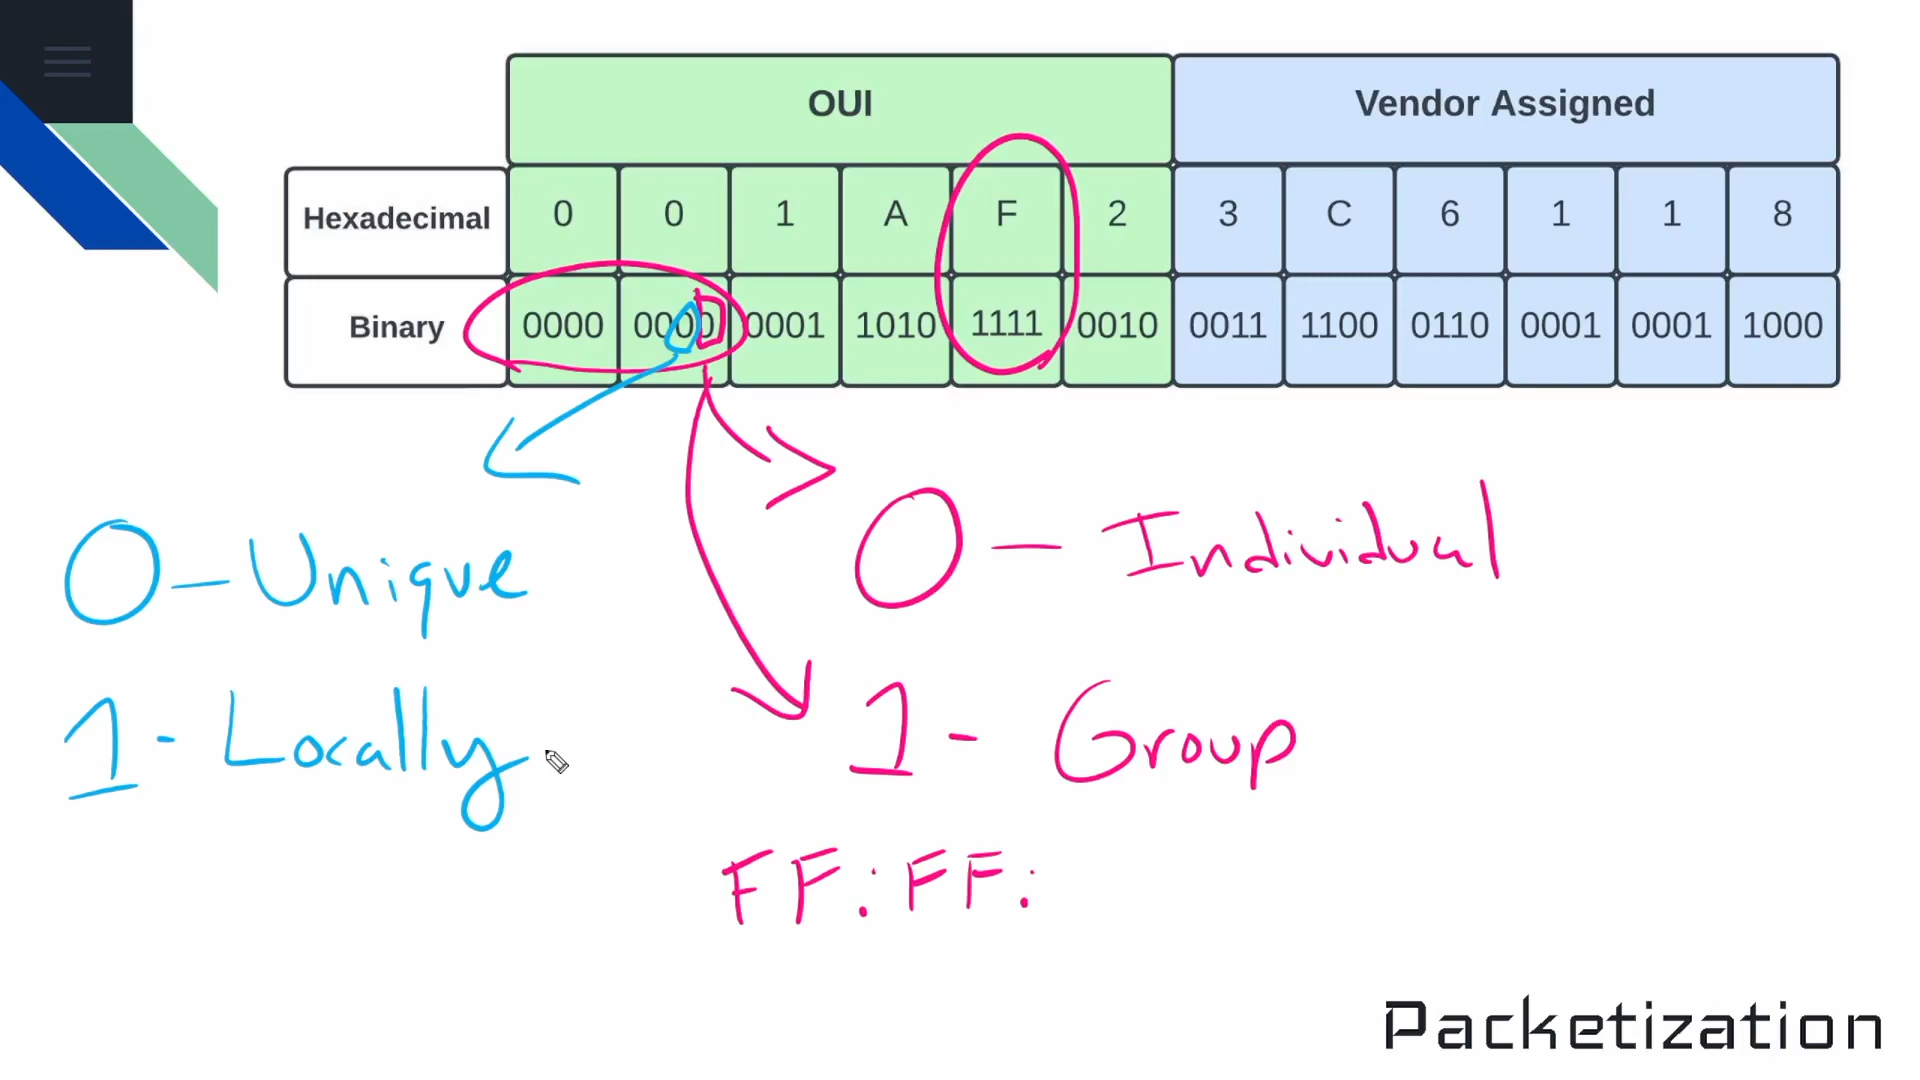 OUI Vendor Assigned
Hexadecimal 0 0 1 A F 2 3 C 6 1 1 8
Binary 0000 0000 0001 1010 1111 0010 0011 1100 0110 0001 0001 1000
0 - Unique
0 - Individual
1 - Locally
1 - Group
FF:FF:
Packetization